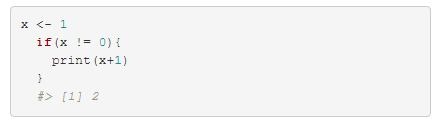 x <- 1
  if(x != 0){
    print(x+1)
  }
  #> [1] 2